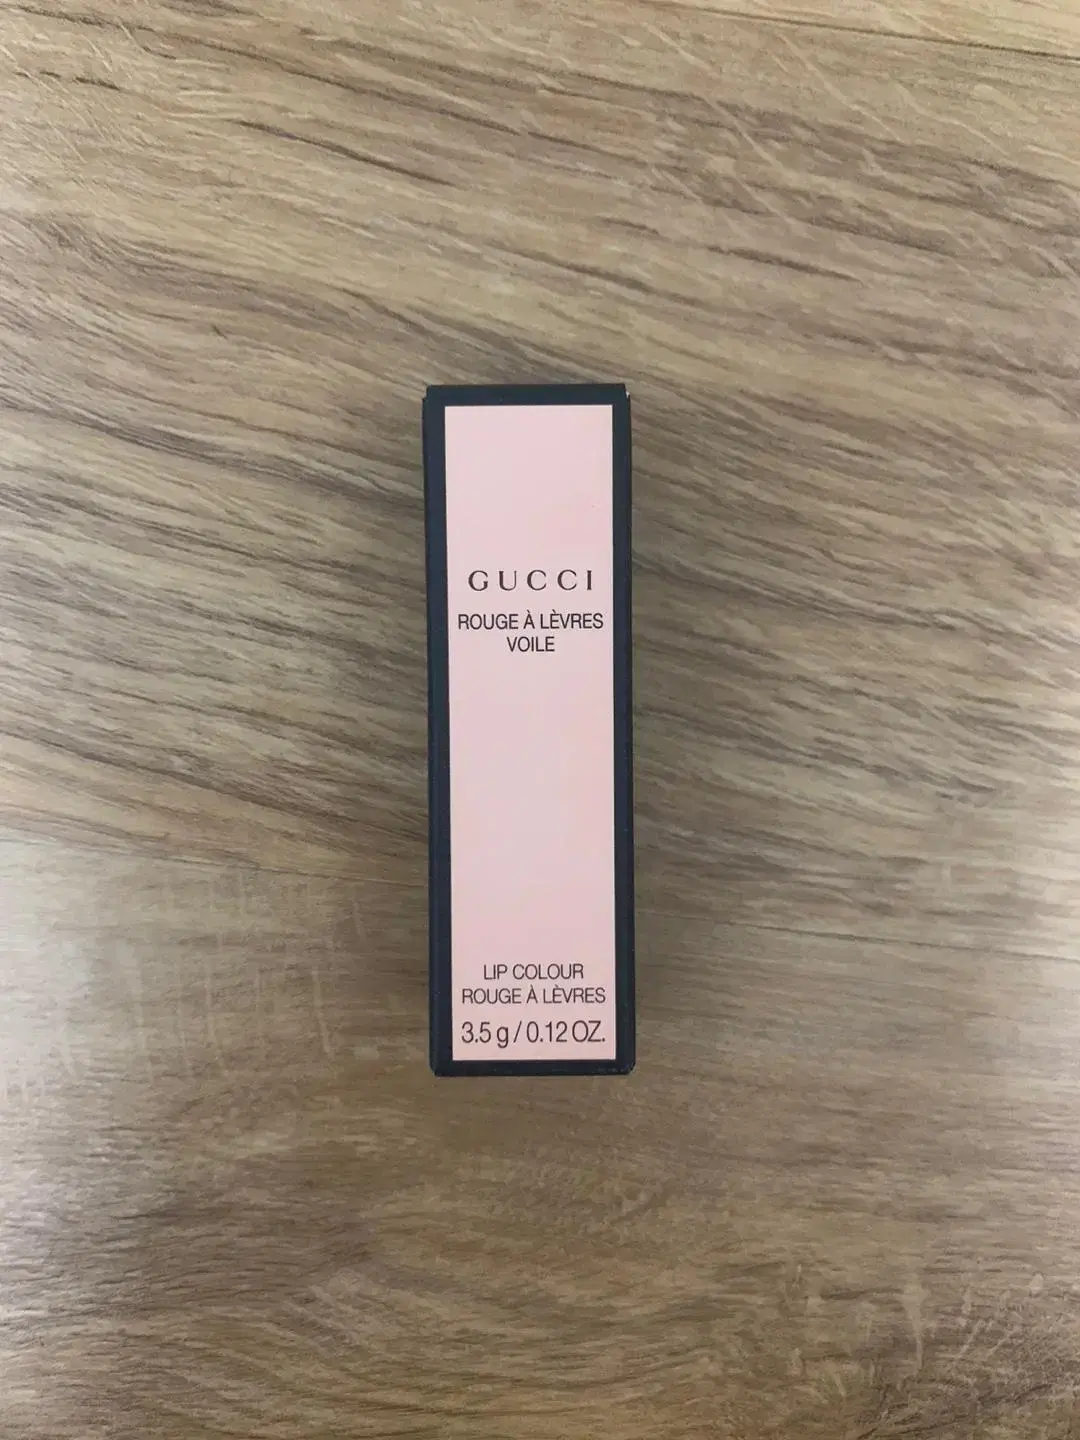 GUCCI
ROUGE À LÈVRES
VOILE
LIP COLOUR
ROUGE À LÈVRES
3.5 g / 0.12 OZ.